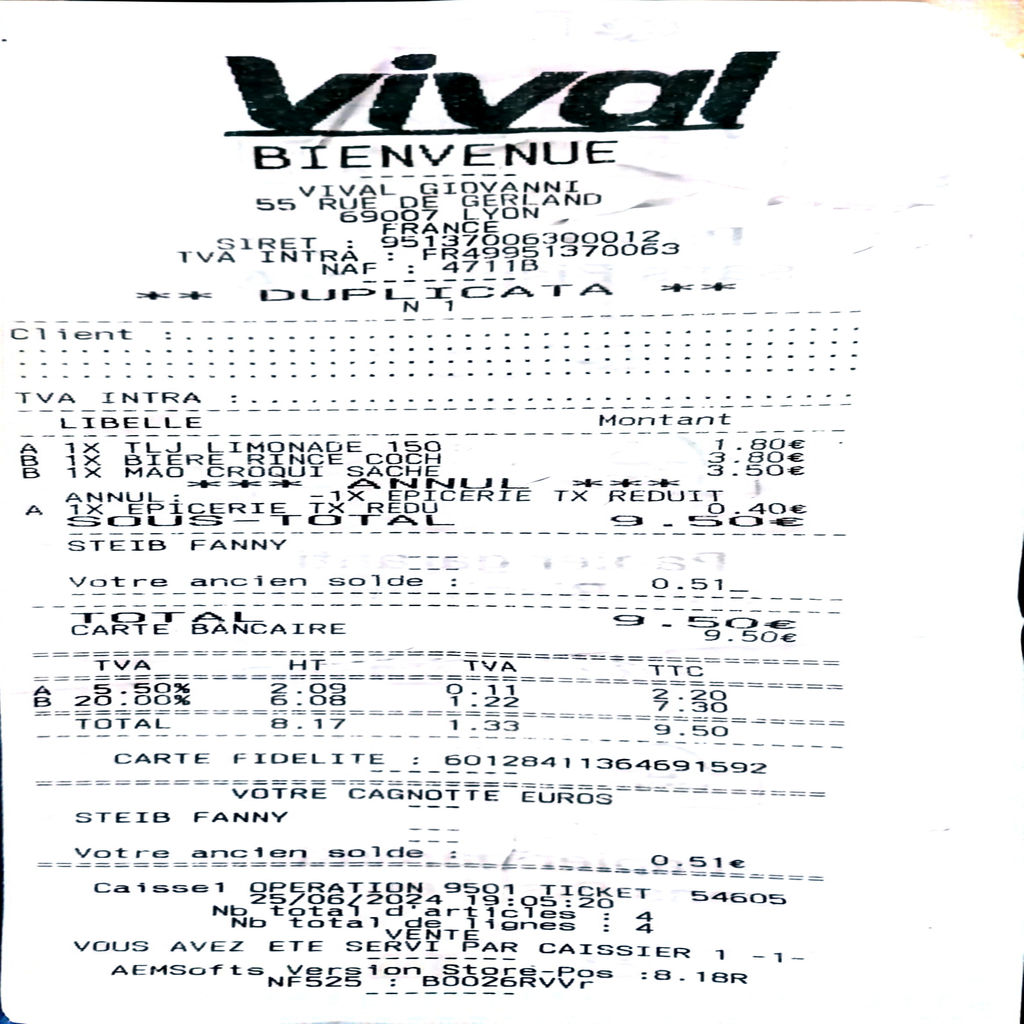 Vival
BIENVENUE
VIVAL GIOVANNI
55 RUE DE GERLAND
69007 LYON
FRANCE
SIRET : 95137006300012
TVA INTRA : FR49951370063
NAF : 4711B
** DUPLICATA **
N 1
Client :
TVA INTRA :
LIBELLE Montant
A 1X TLJ LIMONADE 150 1.80€
B 1X BIERE RINCE COCH 3.80€
B 1X MAO CROQUI SACHE 3.50€
*** ANNUL ***
ANNUL: -1X EPICERIE TX REDUIT
A 1X EPICERIE TX REDU 0.40€
SOUS-TOTAL 9.50€
STEIB FANNY
Votre ancien solde : 0.51
TOTAL 9.50€
CARTE BANCAIRE 9.50€
TVA HT TVA TTC
A 5.50% 2.09 0.11 2.20
B 20.00% 6.08 1.22 7.30
TOTAL 8.17 1.33 9.50
CARTE FIDELITE : 60128411364691592
VOTRE CAGNOTTE EUROS
STEIB FANNY
Votre ancien solde : 0.51€
Caisse1 OPERATION 9501 TICKET 54605
25/06/2024 19:05:20
Nb total d'articles : 4
Nb total de lignes : 4
VENTE
VOUS AVEZ ETE SERVI PAR CAISSIER 1 -1-
AEMSofts Version Store-Pos :8.18R
NF525 : B0026RVVr